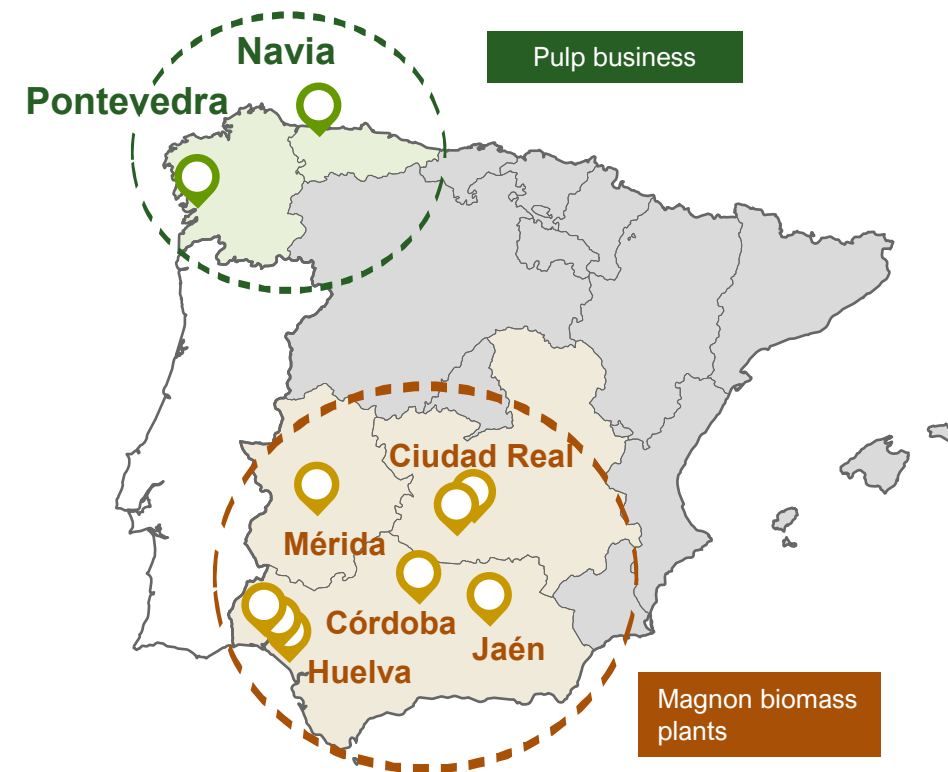 Navia
Pulp business
Pontevedra
Ciudad Real
Mérida
Córdoba
Jaén
Huelva
Magnon biomass
plants